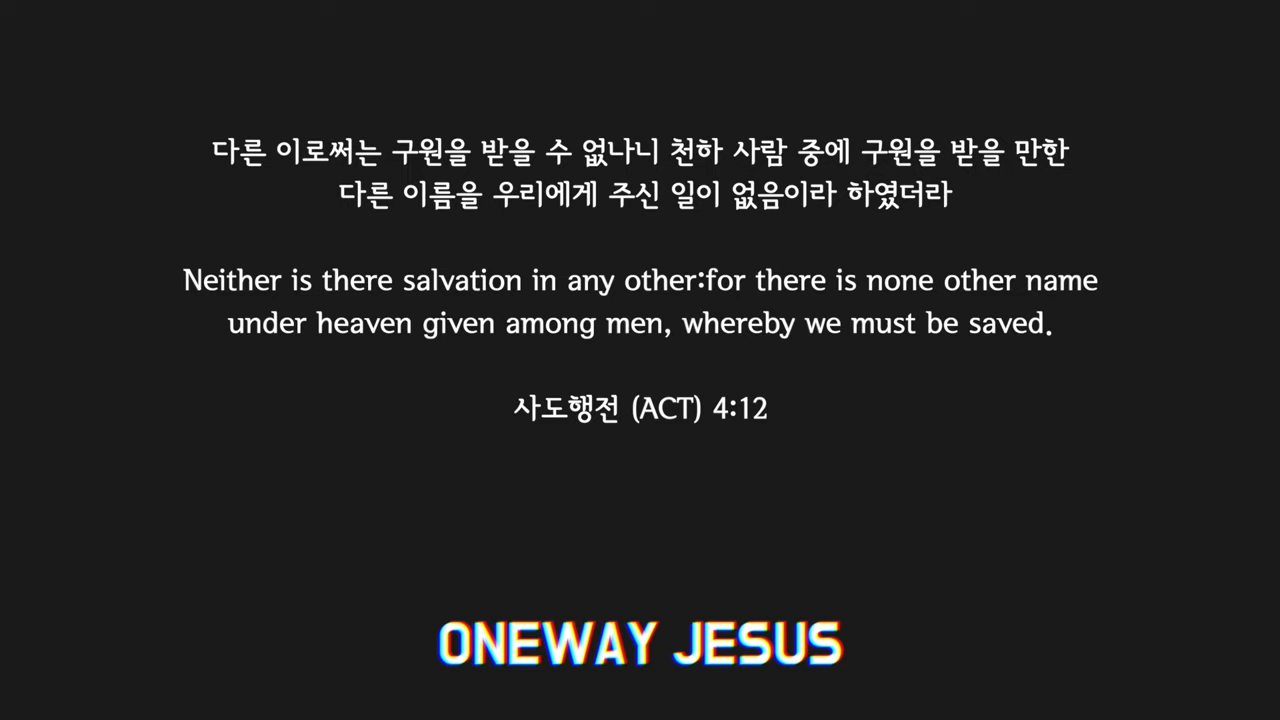 다른 이로써는 구원을 받을 수 없나니 천하 사람 중에 구원을 받을 만한
다른 이름을 우리에게 주신 일이 없음이라 하였더라
Neither is there salvation in any other:for there is none other name
under heaven given among men, whereby we must be saved.
사도행전 (ACT) 4:12
ONEWAY JESUS